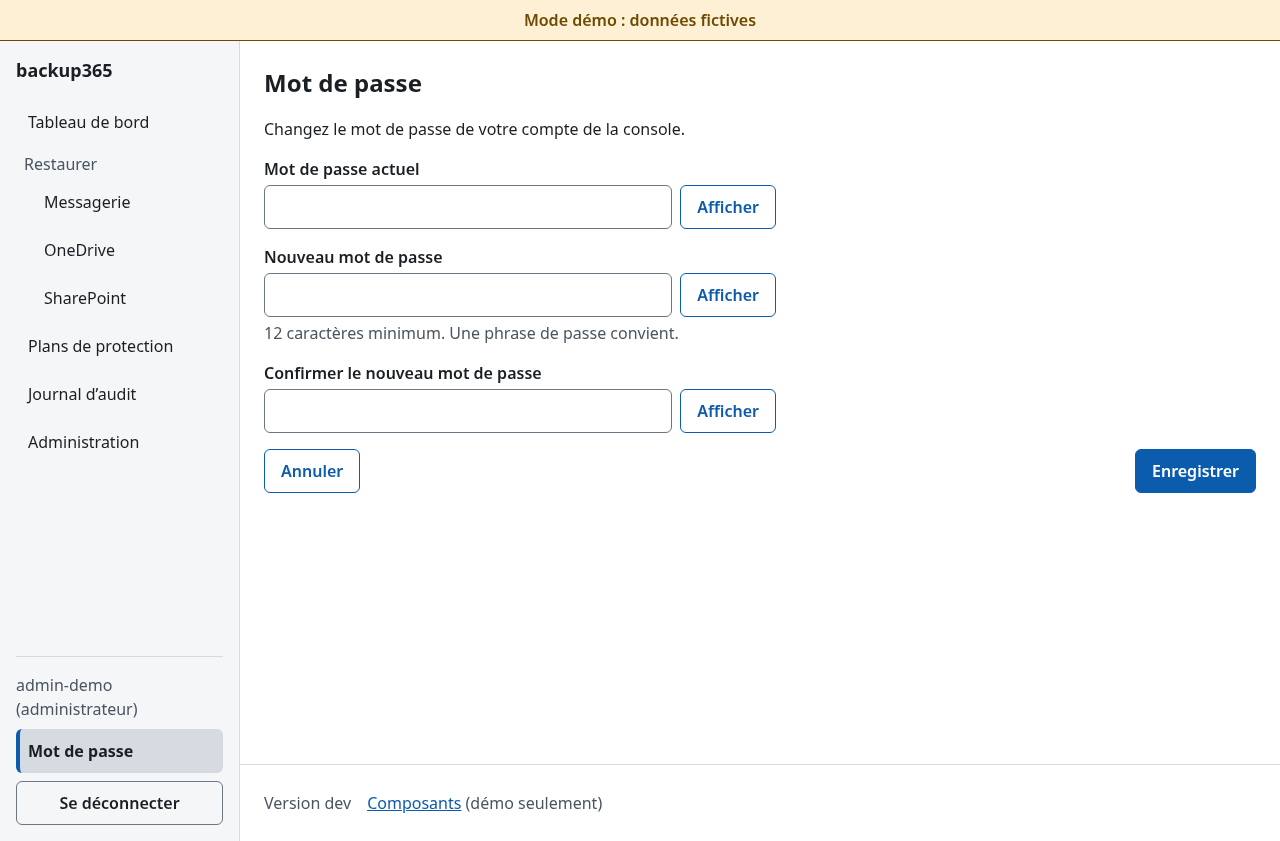 Mode démo : données fictives
backup365
Tableau de bord
Restaurer
Messagerie
OneDrive
SharePoint
Plans de protection
Journal d’audit
Administration
admin-demo
(administrateur)
Mot de passe
Se déconnecter
Mot de passe
Changez le mot de passe de votre compte de la console.
Mot de passe actuel
Afficher
Nouveau mot de passe
Afficher
12 caractères minimum. Une phrase de passe convient.
Confirmer le nouveau mot de passe
Afficher
Annuler
Enregistrer
Version dev Composants (démo seulement)